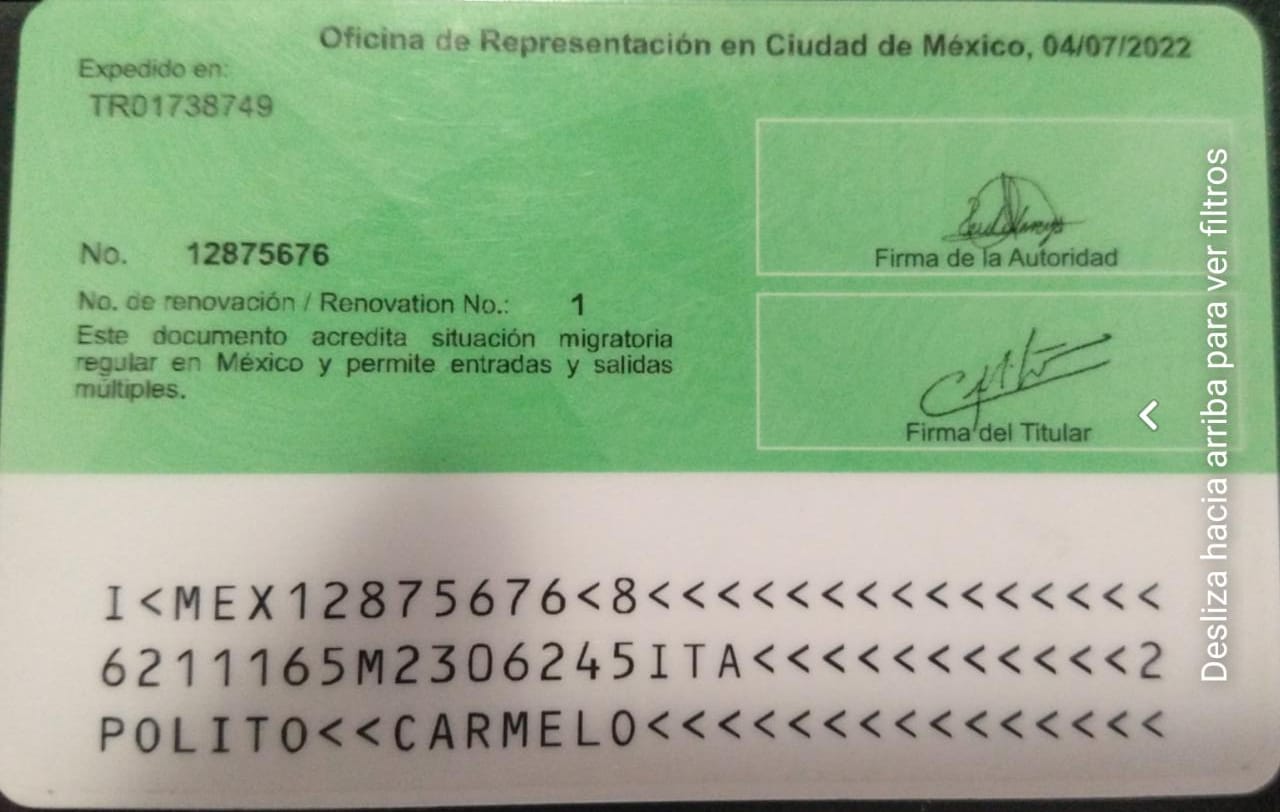 Oficina de Representación en Ciudad de México, 04/07/2022
Expedido en:
TR01738749
Firma de la Autoridad
No. 12875676
No. de renovación / Renovation No.: 1
Este documento acredita situación migratoria
regular en México y permite entradas y salidas
múltiples.
Firma del Titular
I<MEX12875676<8<<<<<<<<<<<<<<<
6211165M2306245ITA<<<<<<<<<<<2
POLITO<<CARMELO<<<<<<<<<<<<<<<
Desliza hacia arriba para ver filtros